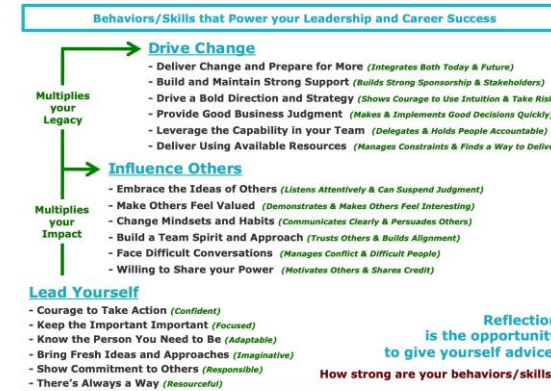 Behaviors/Skills that Power your Leadership and Career Success
Drive Change
- Deliver Change and Prepare for More (Integrates Both Today & Future)
- Build and Maintain Strong Support (Builds Strong Sponsorship & Stakeholders)
- Drive a Bold Direction and Strategy (Shows Courage to Use Intuition & Take Risk
- Provide Good Business Judgment (Makes & Implements Good Decisions Quickly)
- Leverage the Capability in your Team (Delegates & Holds People Accountable)
- Deliver Using Available Resources (Manages Constraints & Finds a Way to Delive
Multiplies
your
Legacy
Influence Others
- Embrace the Ideas of Others (Listens Attentively & Can Suspend Judgment)
- Make Others Feel Valued (Demonstrates & Makes Others Feel Interesting)
- Change Mindsets and Habits (Communicates Clearly & Persuades Others)
- Build a Team Spirit and Approach (Trusts Others & Builds Alignment)
- Face Difficult Conversations (Manages Conflict & Difficult People)
- Willing to Share your Power (Motivates Others & Shares Credit)
Multiplies
your
Impact
Lead Yourself
- Courage to Take Action (Confident)
- Keep the Important Important (Focused)
- Know the Person You Need to Be (Adaptable)
- Bring Fresh Ideas and Approaches (Imaginative)
- Show Commitment to Others (Responsible)
- There's Always a Way (Resourceful)
Reflection
is the opportunit
to give yourself advice
How strong are your behaviors/skills